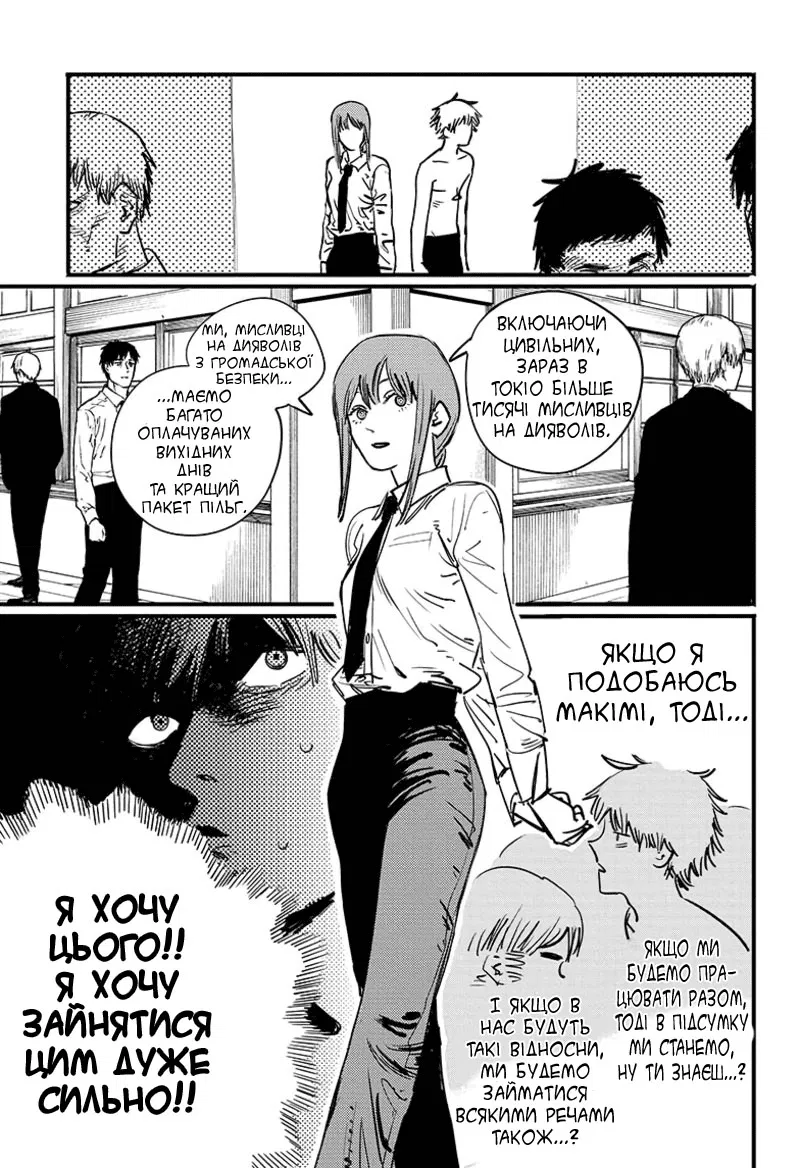 ВКЛЮЧАЮЧИ
ЦИВІЛЬНИХ,
ЗАРАЗ В
ТОКІО БІЛЬШЕ
ТИСЯЧІ МИСЛИВЦІВ
НА ДИЯВОЛІВ.
МИ, МИСЛИВЦІ
НА ДИЯВОЛІВ
З ГРОМАДСЬКОЇ
БЕЗПЕКИ...
...МАЄМО
БАГАТО
ОПЛАЧУВАНИХ
ВИХІДНИХ
ДНІВ
ТА КРАЩИЙ
ПАКЕТ ПІЛЬГ.
ЯКЩО Я
ПОДОБАЮСЬ
МАКІМІ, ТОДІ...
ЯКЩО МИ
БУДЕМО ПРА-
ЦЮВАТИ РАЗОМ,
ТОДІ В ПІДСУМКУ
МИ СТАНЕМО,
НУ ТИ ЗНАЄШ...?
І ЯКЩО В
НАС БУДУТЬ
ТАКІ ВІДНОСНИ,
МИ БУДЕМО
ЗАЙМАТИСЯ
ВСЯКИМИ РЕЧАМИ
ТАКОЖ...?
Я ХОЧУ
ЦЬОГО!!
Я ХОЧУ
ЗАЙНЯТИСЯ
ЦИМ ДУЖЕ
СИЛЬНО!!